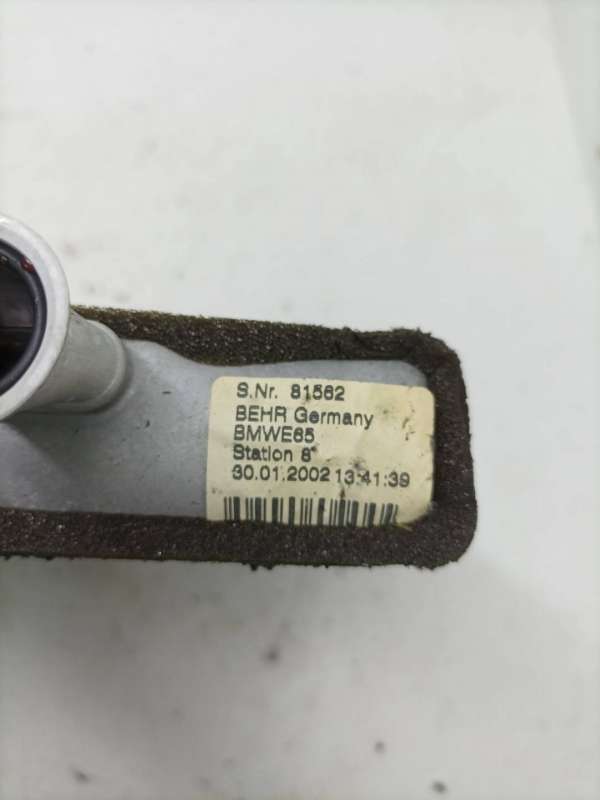 S.Nr. 81562
BEHR Germany
BMWE65
Station 8
30.01.2002 13:41:39